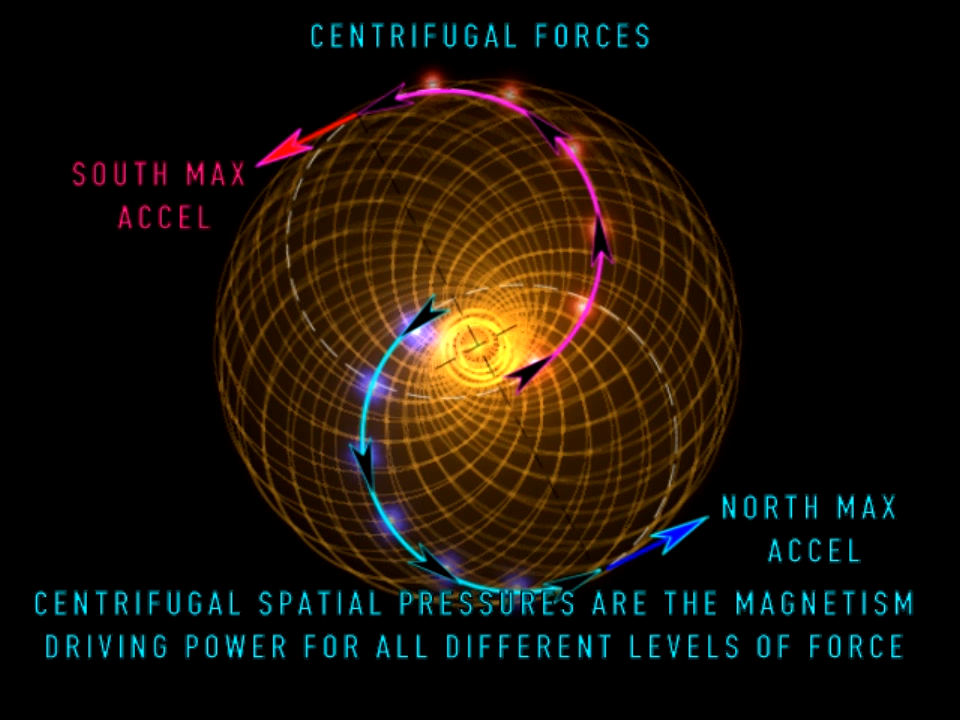 CENTRIFUGAL FORCES
SOUTH MAX
ACCEL
NORTH MAX
ACCEL
CENTRIFUGAL SPATIAL PRESSURES ARE THE MAGNETISM
DRIVING POWER FOR ALL DIFFERENT LEVELS OF FORCE